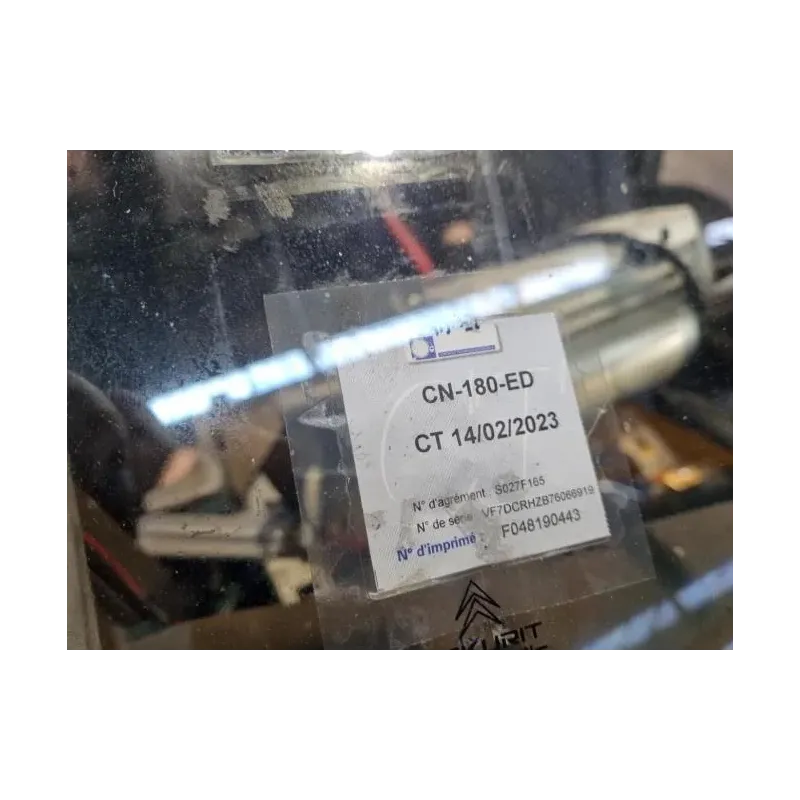 CN-180-ED
CT 14/02/2023
N° d'agrément : S027F165
N° de série : VF7DCRHZB76066919
N° d'imprimé : F048190443